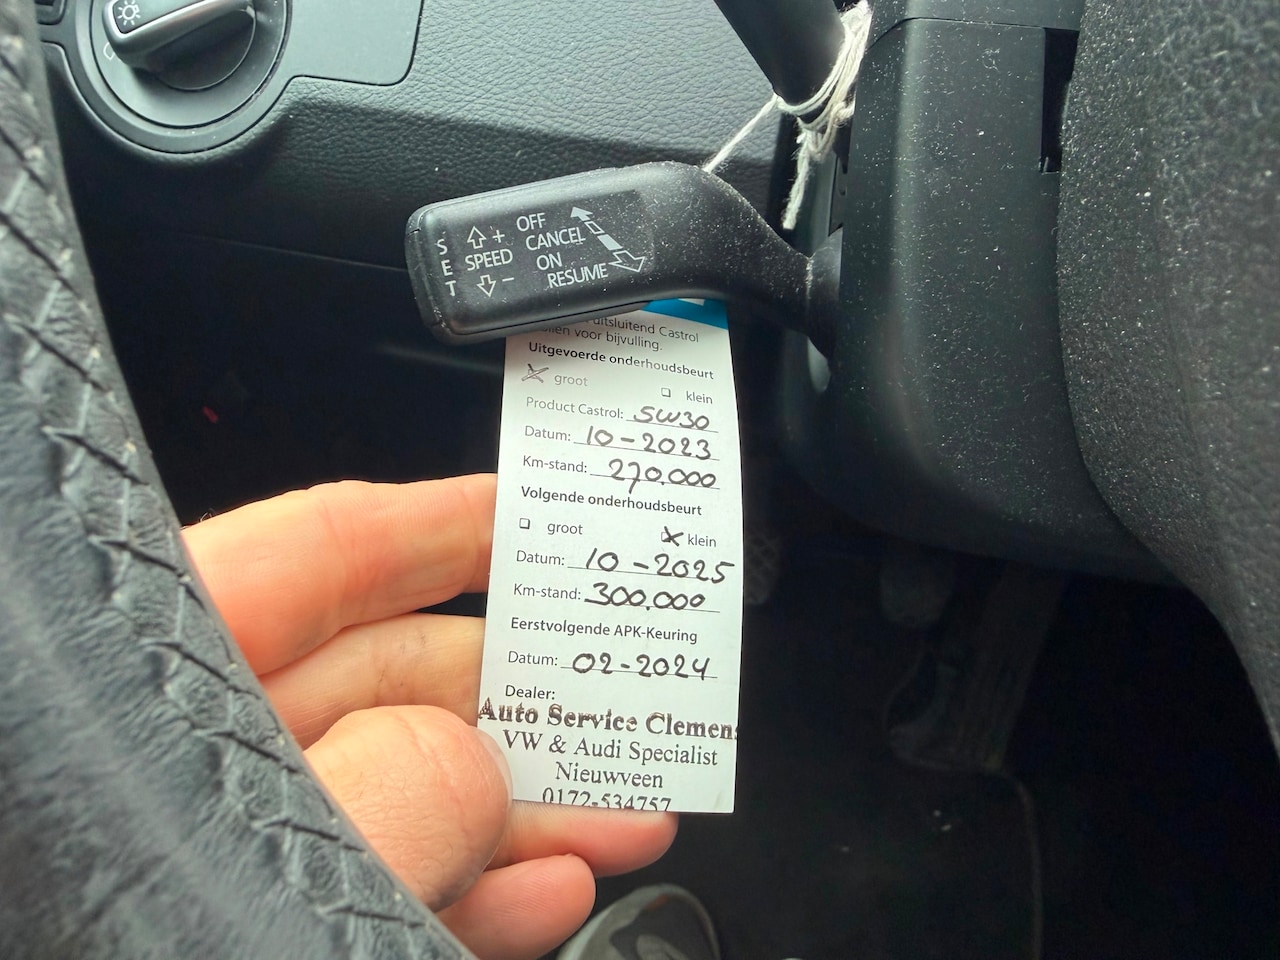 S
E
T
+
SPEED
−
OFF
CANCEL
ON
RESUME
uitsluitend Castrol
voor bijvulling.
Uitgevoerde onderhoudsbeurt
groot klein
Product Castrol: 5W30
Datum: 10-2023
Km-stand: 270.000
Volgende onderhoudsbeurt
groot klein
Datum: 10-2025
Km-stand: 300.000
Eerstvolgende APK-Keuring
Datum: 02-2024
Dealer:
Auto Service Clemens
VW & Audi Specialist
Nieuwveen
0172-534757